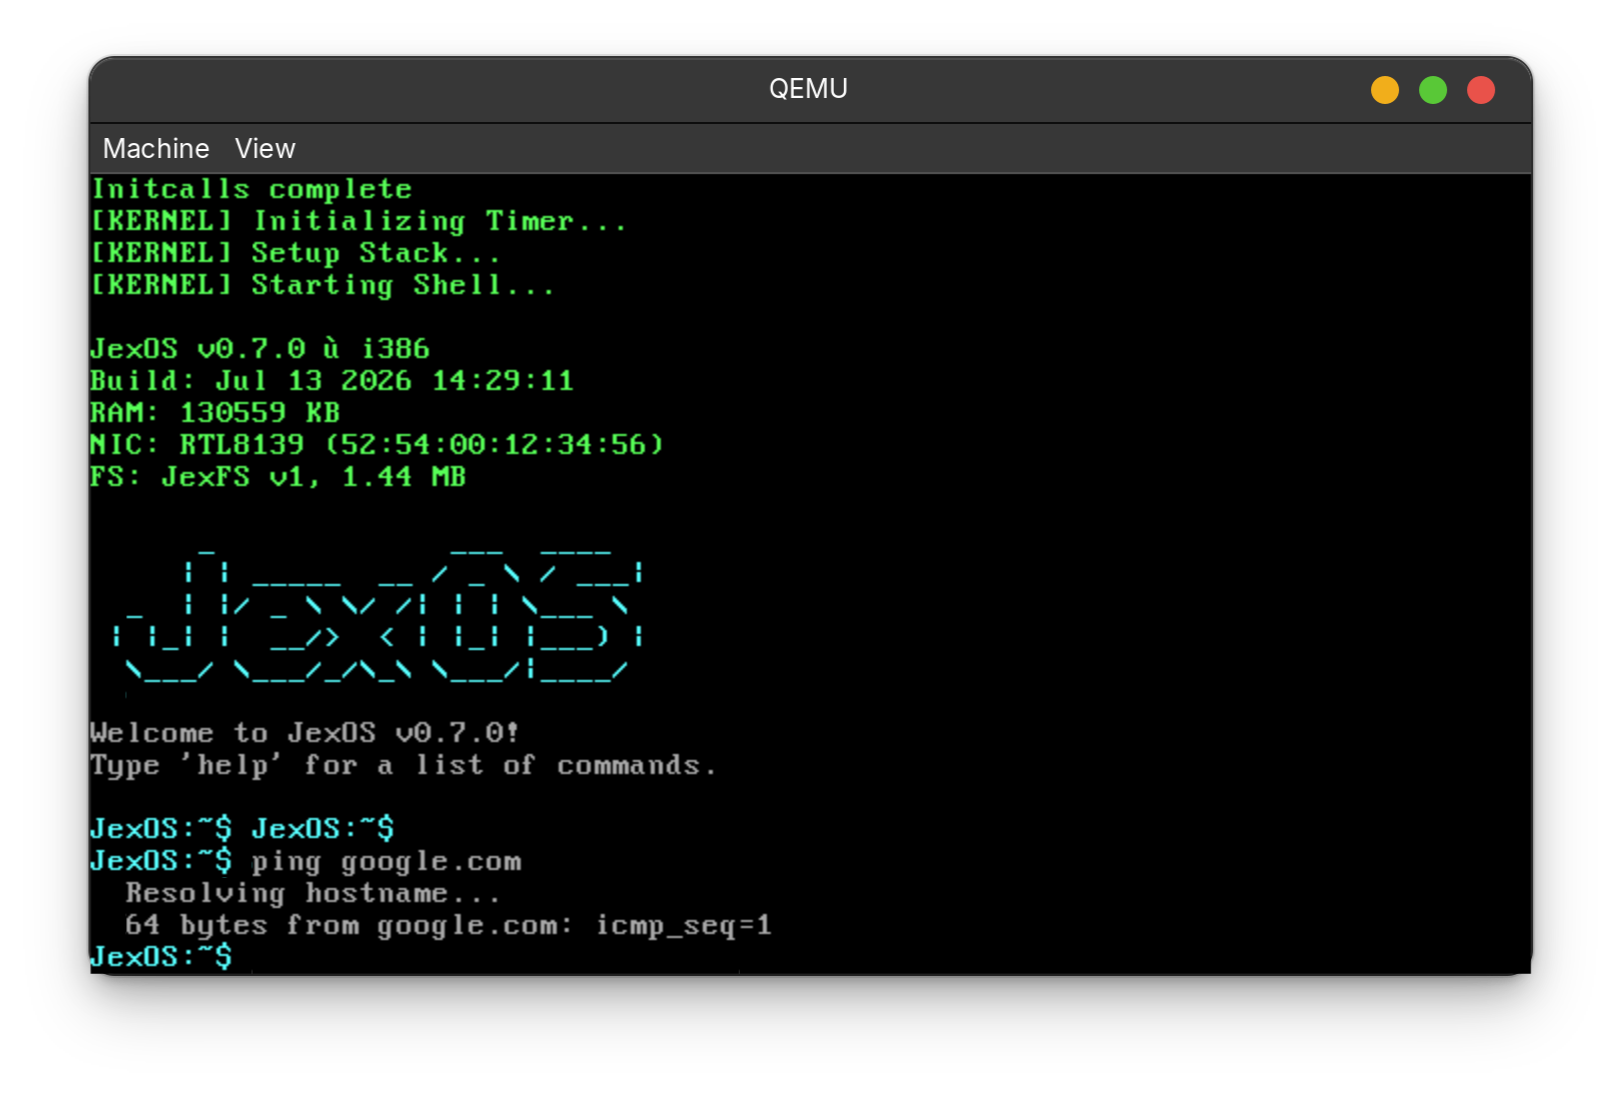 QEMU
Machine View
Initcalls complete
[KERNEL] Initializing Timer...
[KERNEL] Setup Stack...
[KERNEL] Starting Shell...
JexOS v0.7.0 ù i386
Build: Jul 13 2026 14:29:11
RAM: 130559 KB
NIC: RTL8139 (52:54:00:12:34:56)
FS: JexFS v1, 1.44 MB
JexOS
Welcome to JexOS v0.7.0!
Type 'help' for a list of commands.
JexOS:~$ JexOS:~$
JexOS:~$ ping google.com
Resolving hostname...
64 bytes from google.com: icmp_seq=1
JexOS:~$